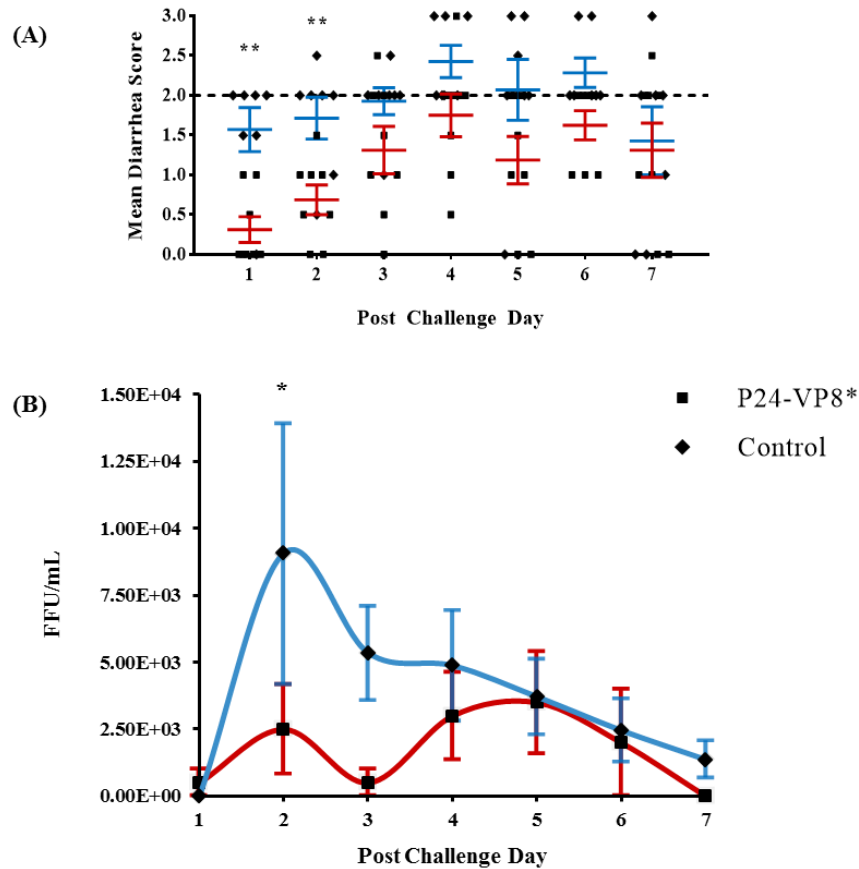 (A)
Mean Diarrhea Score
3.0
2.5
2.0
1.5
1.0
0.5
0.0
**
**
1 2 3 4 5 6 7
Post Challenge Day
(B)
FFU/mL
1.50E+04
1.25E+04
1.00E+04
7.50E+03
5.00E+03
2.50E+03
0.00E+00
*
P24-VP8*
Control
1 2 3 4 5 6 7
Post Challenge Day